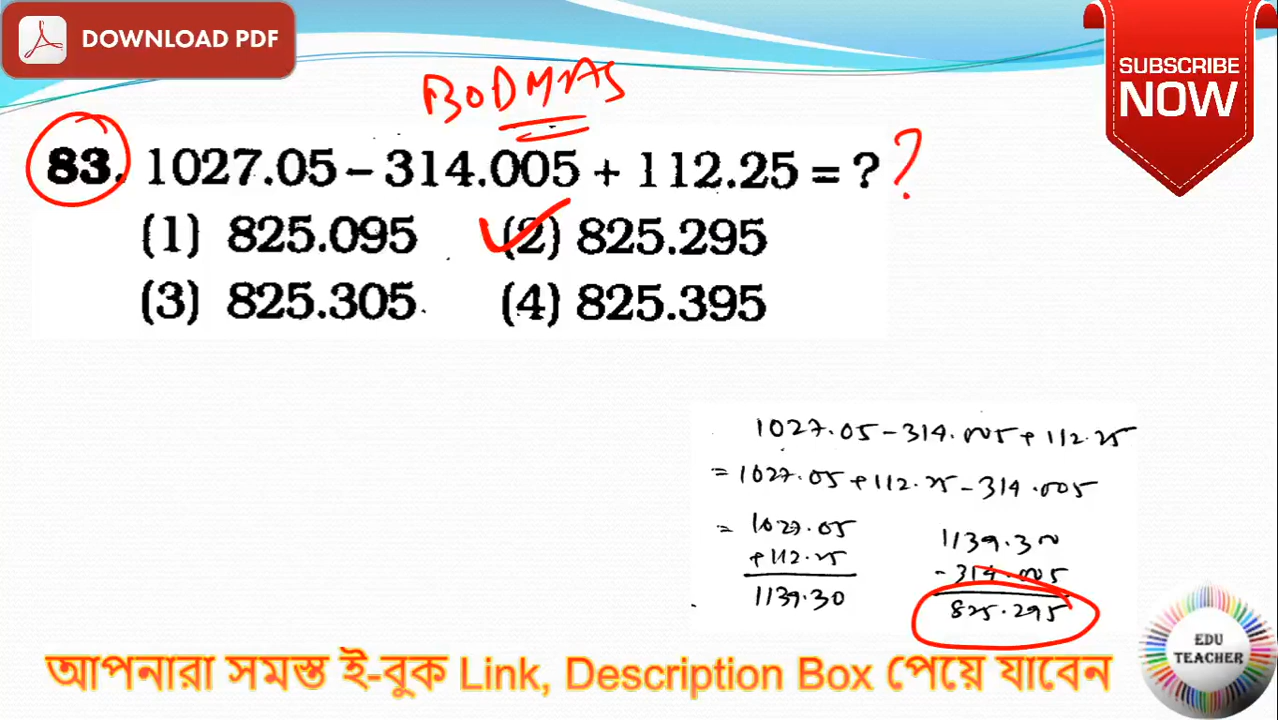 DOWNLOAD PDF
SUBSCRIBE
NOW
BODMAS
83. 1027.05 – 314.005 + 112.25 = ? ?
(1) 825.095 (2) 825.295
(3) 825.305 (4) 825.395
1027.05 – 314.005 + 112.25
= 1027.05 + 112.25 – 314.005
= 1027.05
+112.25
1139.30
1139.300
- 314.005
825.295
EDU
TEACHER
আপনারা সমস্ত ই-বুক Link, Description Box পেয়ে যাবেন